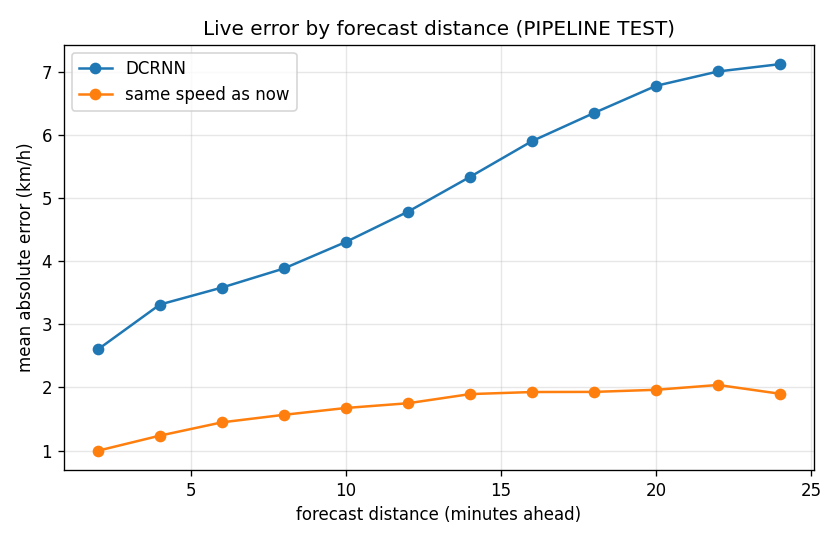 Live error by forecast distance (PIPELINE TEST)
DCRNN
same speed as now
7
6
5
4
3
2
1
mean absolute error (km/h)
5
10
15
20
25
forecast distance (minutes ahead)